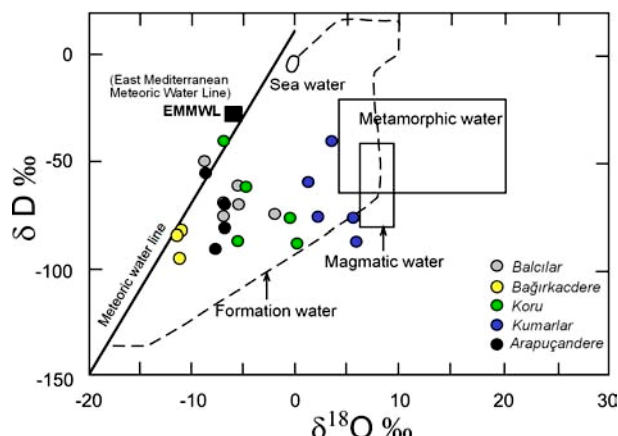 0
-50
-100
-150
δ D ‰
(East Mediterranean
Meteoric Water Line)
EMMWL
Sea water
Metamorphic water
Magmatic water
Meteoric water line
Formation water
Balcılar
Bağırkacdere
Koru
Kumarlar
Arapuçandere
-20
-10
0
10
20
30
δ¹⁸O ‰